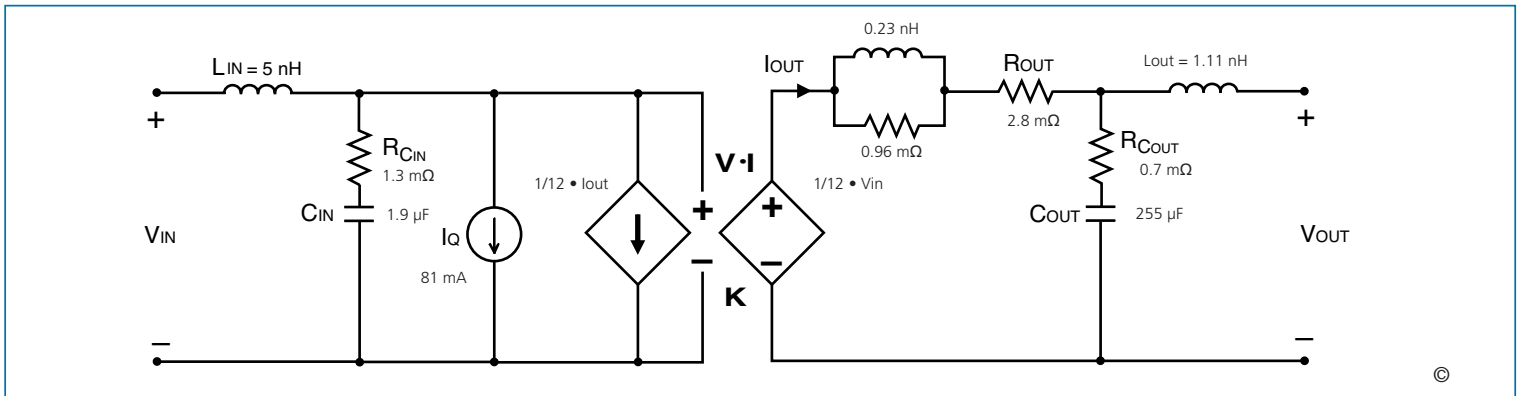 LIN = 5 nH
+
RCIN
1.3 mΩ
CIN
1.9 µF
VIN
IQ
81 mA
1/12 • Iout
+
V•I
–
K
+
–
1/12 • Vin
IOUT
0.23 nH
0.96 mΩ
ROUT
2.8 mΩ
Lout = 1.11 nH
RCOUT
0.7 mΩ
COUT
255 µF
+
VOUT
–
–
©